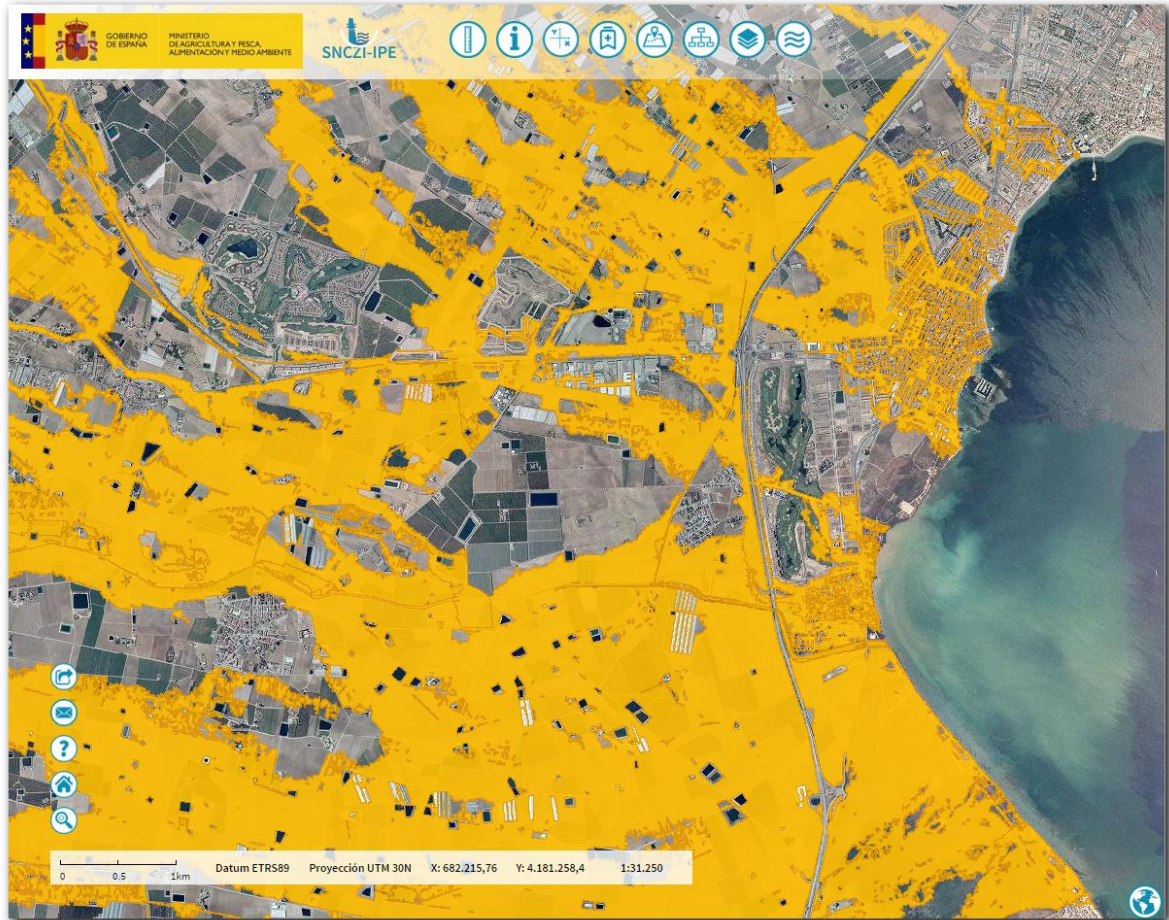 GOBIERNO
DE ESPAÑA
MINISTERIO
DE AGRICULTURA Y PESCA,
ALIMENTACIÓN Y MEDIO AMBIENTE
SNCZI-IPE
0 0.5 1km
Datum ETRS89 Proyección UTM 30N X: 682.215,76 Y: 4.181.258,4 1:31.250